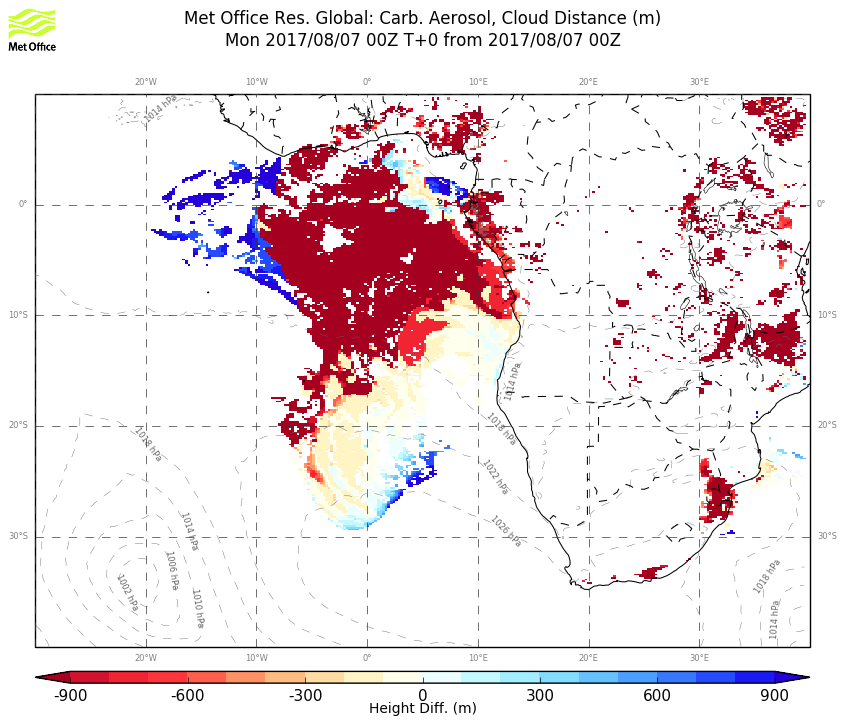 Met Office Res. Global: Carb. Aerosol, Cloud Distance (m)
Mon 2017/08/07 00Z T+0 from 2017/08/07 00Z
Met Office
20°W 10°W 0° 10°E 20°E 30°E
1014 hPa
0° 0°
10°S 10°S
1014 hPa
20°S 20°S
1018 hPa 1018 hPa
1022 hPa
1014 hPa 1026 hPa
30°S 30°S
1006 hPa 1018 hPa
1002 hPa 1010 hPa 1014 hPa
20°W 10°W 0° 10°E 20°E 30°E
-900 -600 -300 0 300 600 900
Height Diff. (m)